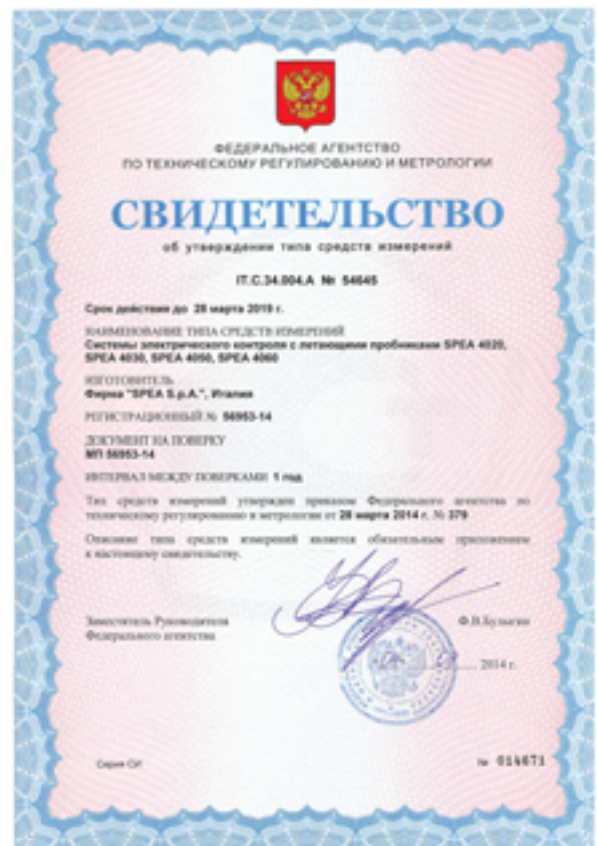 ФЕДЕРАЛЬНОЕ АГЕНТСТВО
ПО ТЕХНИЧЕСКОМУ РЕГУЛИРОВАНИЮ И МЕТРОЛОГИИ
СВИДЕТЕЛЬСТВО
об утверждении типа средств измерений
IT.C.34.004.A № 54645
Срок действия до 28 марта 2019 г.
НАИМЕНОВАНИЕ ТИПА СРЕДСТВ ИЗМЕРЕНИЙ
Системы электрического контроля с летающими пробниками SPEA 4020,
SPEA 4030, SPEA 4050, SPEA 4060
ИЗГОТОВИТЕЛЬ
Фирма "SPEA S.p.A.", Италия
РЕГИСТРАЦИОННЫЙ № 56953-14
ДОКУМЕНТ НА ПОВЕРКУ
МП 56953-14
ИНТЕРВАЛ МЕЖДУ ПОВЕРКАМИ 1 год
Тип средств измерений утвержден приказом Федерального агентства по
техническому регулированию и метрологии от 28 марта 2014 г. № 379
Описание типа средств измерений является обязательным приложением
к настоящему свидетельству.
Заместитель Руководителя
Федерального агентства
Ф.В.Булыгин
2014 г.
Серия СИ
№ 014671